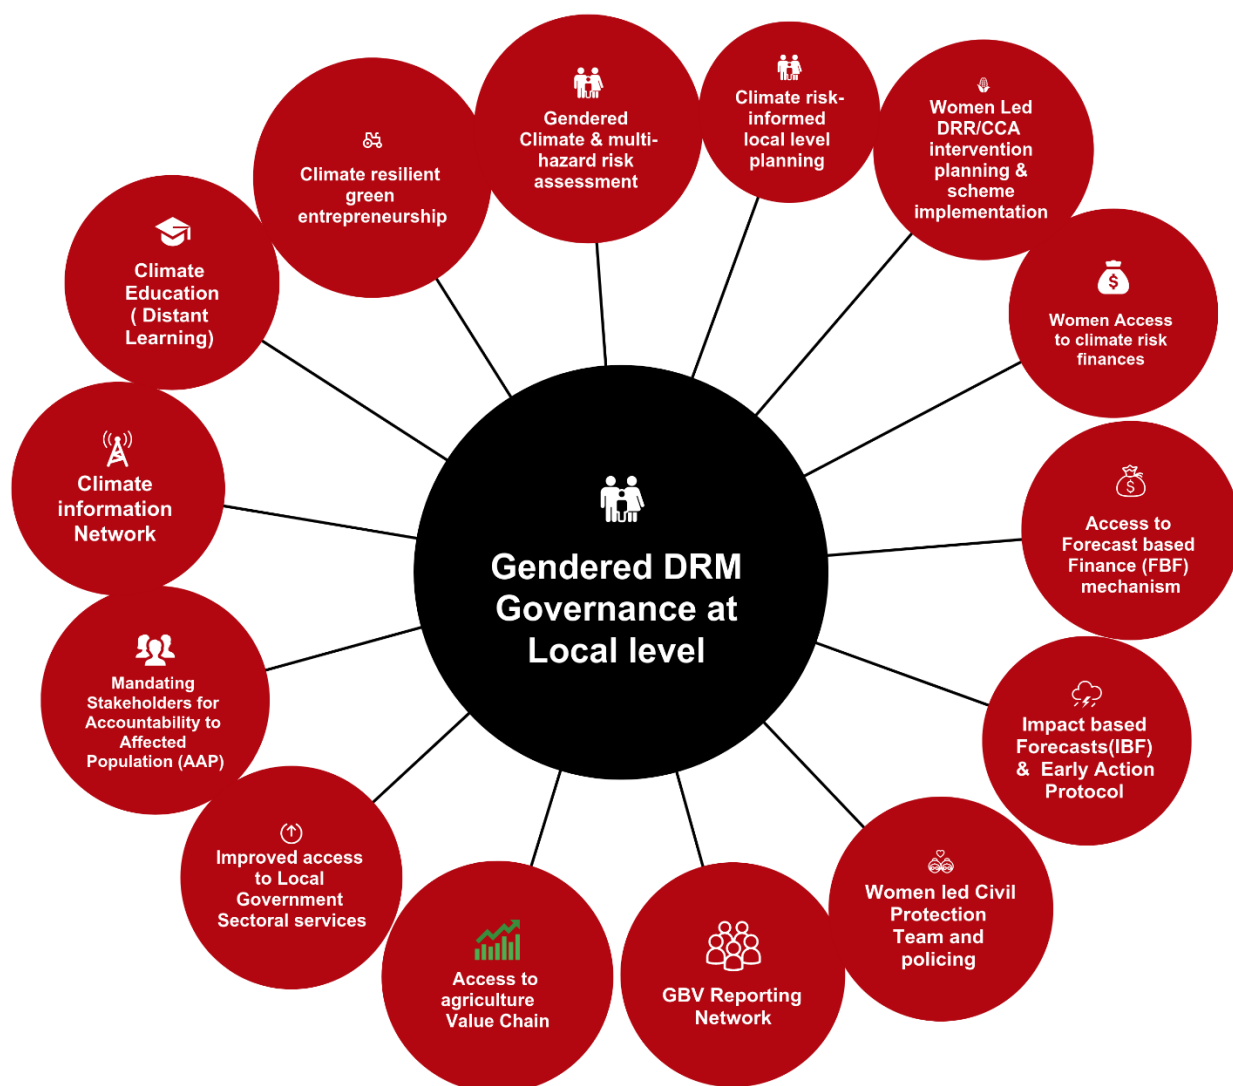 Gendered
Climate & multi-
hazard risk
assessment
Climate risk-
informed
local level
planning
Women Led
DRR/CCA
intervention
planning &
scheme
implementation
Women Access
to climate risk
finances
Access to
Forecast based
Finance (FBF)
mechanism
Impact based
Forecasts(IBF)
& Early Action
Protocol
Women led Civil
Protection
Team and
policing
GBV Reporting
Network
Access to
agriculture
Value Chain
Improved access
to Local
Government
Sectoral services
Mandating
Stakeholders for
Accountability to
Affected
Population (AAP)
Climate
information
Network
Climate
Education
( Distant
Learning)
Climate resilient
green
entrepreneurship
Gendered DRM
Governance at
Local level